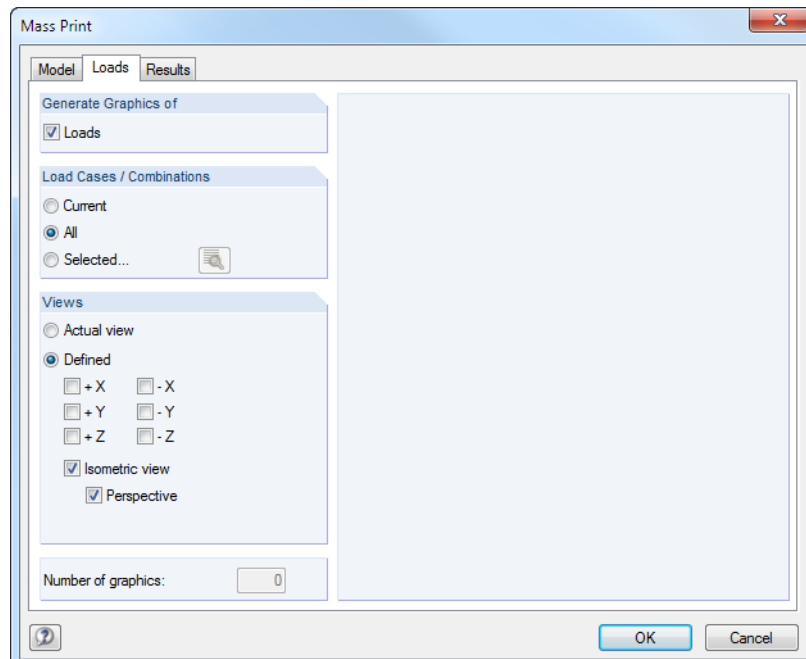 Mass Print
Model Loads Results
Generate Graphics of
Loads
Load Cases / Combinations
Current
All
Selected...
Views
Actual view
Defined
+ X - X
+ Y - Y
+ Z - Z
Isometric view
Perspective
Number of graphics: 0
OK Cancel